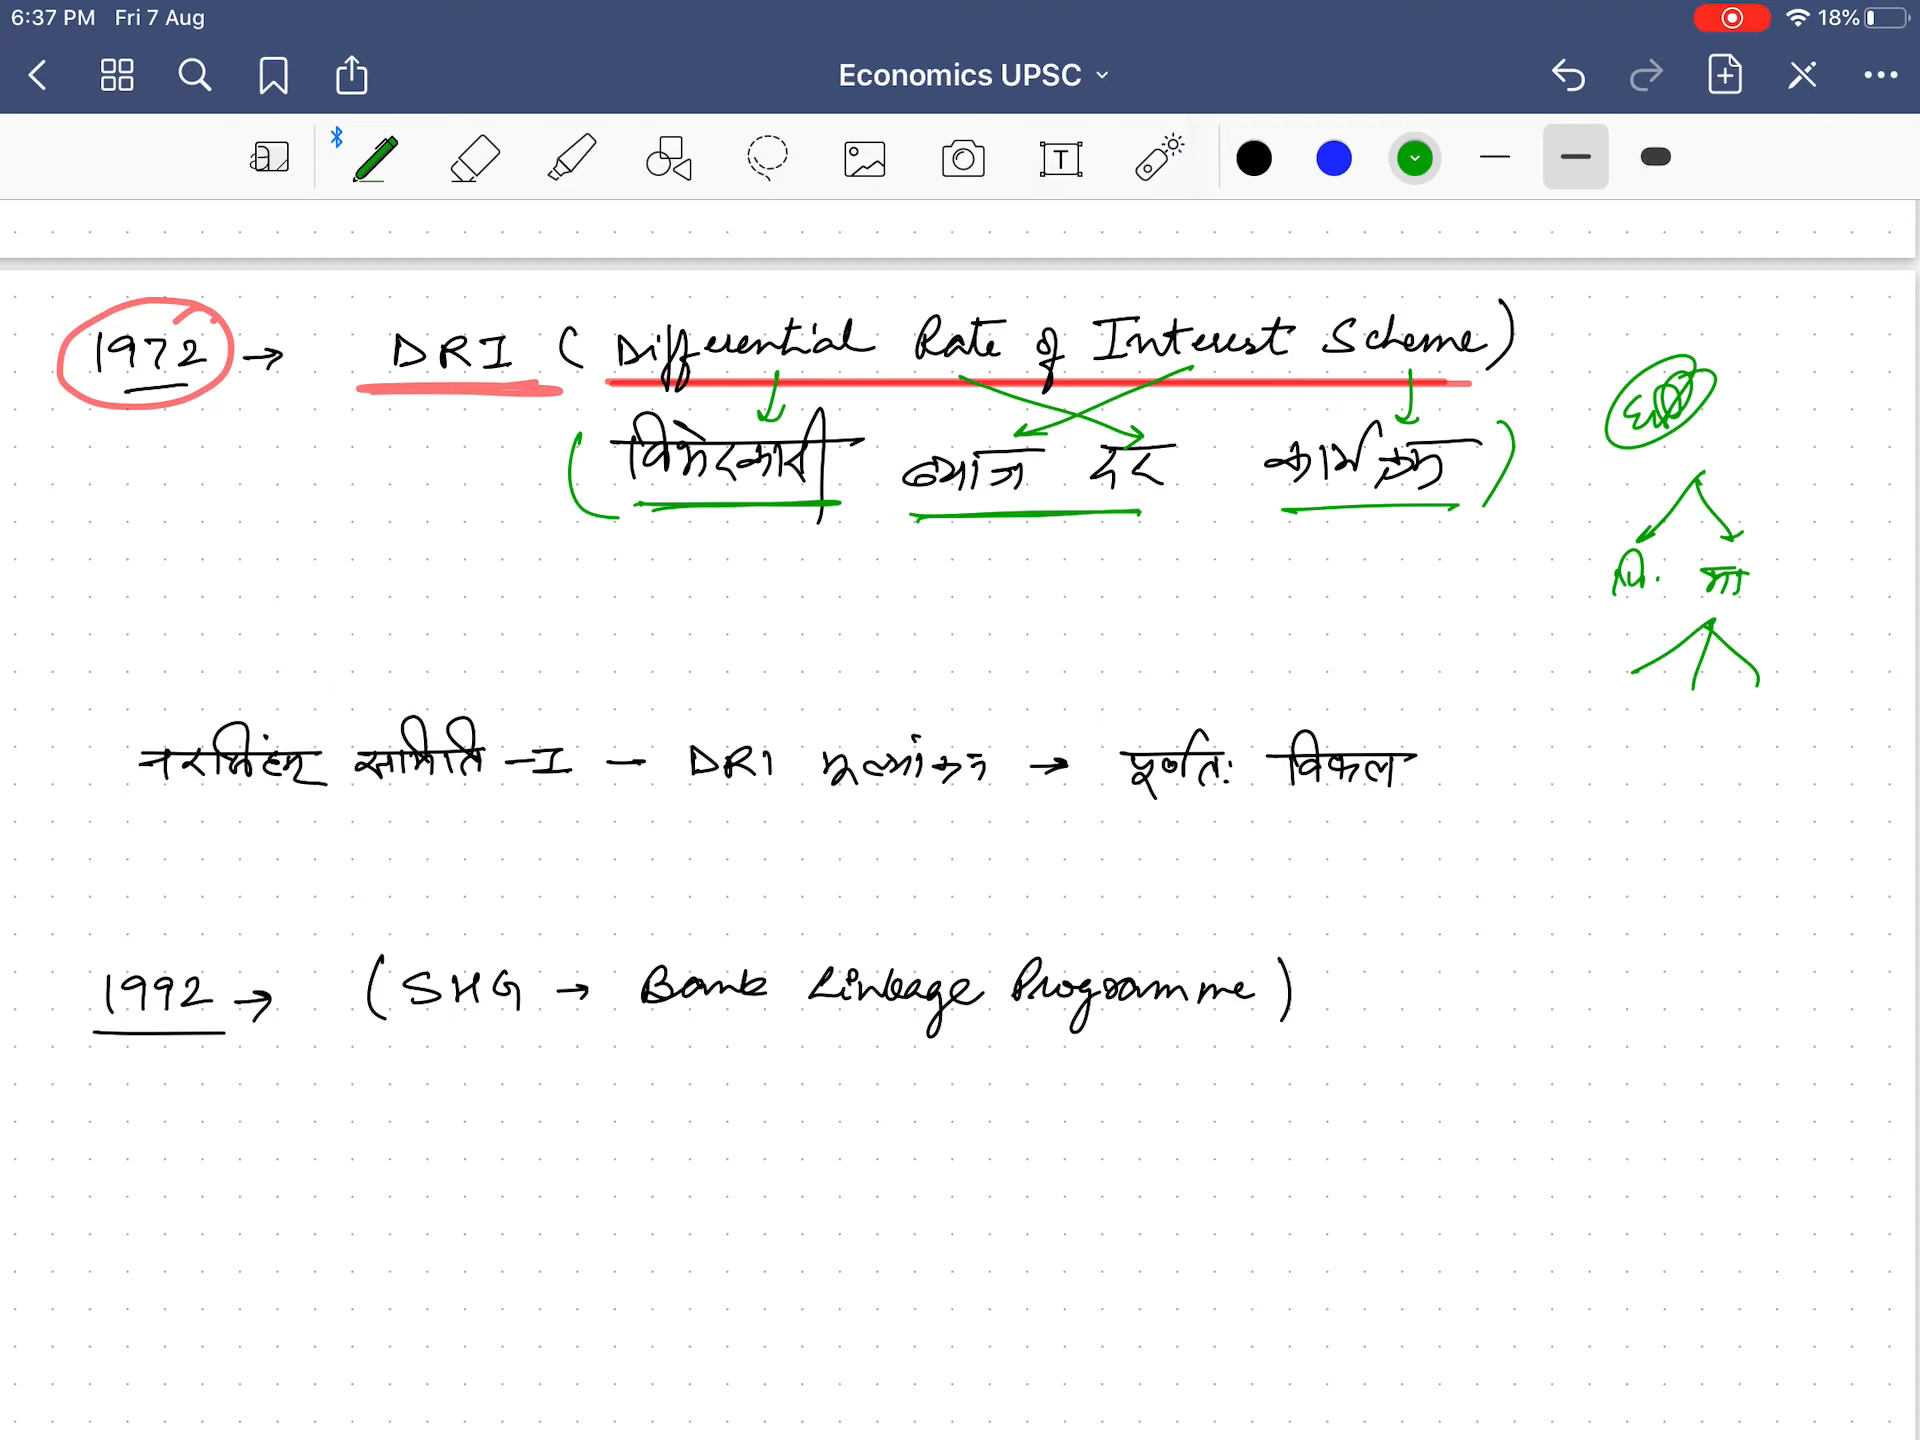 6:37 PM Fri 7 Aug 18%
Economics UPSC
1972 → DRI ( Differential Rate of Interest Scheme )
( विभेदकारी ब्याज दर कार्यक्रम )
वि. मा
नरसिंहम् समिति - I - DRI मूल्यांकन → पूर्णतः विफल
1992 → ( SHG → Bank Linkage Programme )